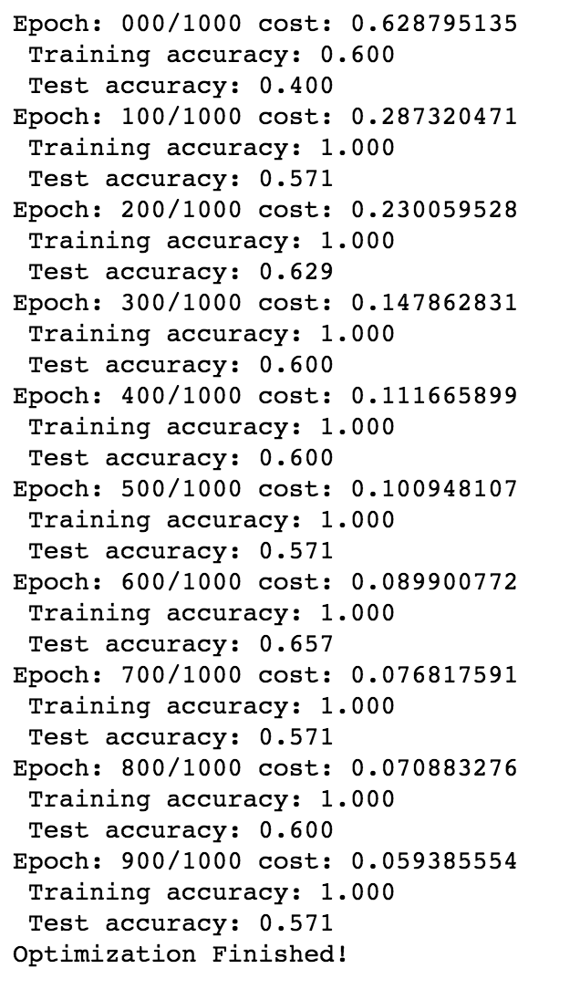 Epoch: 000/1000 cost: 0.628795135
Training accuracy: 0.600
Test accuracy: 0.400
Epoch: 100/1000 cost: 0.287320471
Training accuracy: 1.000
Test accuracy: 0.571
Epoch: 200/1000 cost: 0.230059528
Training accuracy: 1.000
Test accuracy: 0.629
Epoch: 300/1000 cost: 0.147862831
Training accuracy: 1.000
Test accuracy: 0.600
Epoch: 400/1000 cost: 0.111665899
Training accuracy: 1.000
Test accuracy: 0.600
Epoch: 500/1000 cost: 0.100948107
Training accuracy: 1.000
Test accuracy: 0.571
Epoch: 600/1000 cost: 0.089900772
Training accuracy: 1.000
Test accuracy: 0.657
Epoch: 700/1000 cost: 0.076817591
Training accuracy: 1.000
Test accuracy: 0.571
Epoch: 800/1000 cost: 0.070883276
Training accuracy: 1.000
Test accuracy: 0.600
Epoch: 900/1000 cost: 0.059385554
Training accuracy: 1.000
Test accuracy: 0.571
Optimization Finished!